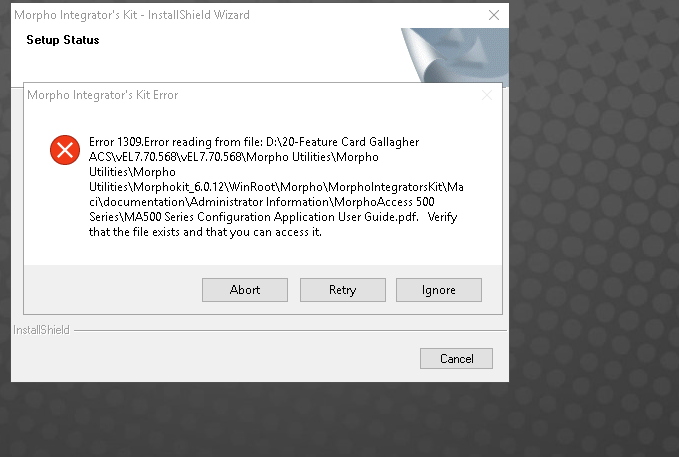 Morpho Integrator's Kit - InstallShield Wizard
Setup Status
Morpho Integrator's Kit Error
Error 1309.Error reading from file: D:\20-Feature Card Gallagher
ACS\vEL7.70.568\vEL7.70.568\Morpho Utilities\Morpho
Utilities\Morpho
Utilities\Morphokit_6.0.12\WinRoot\Morpho\MorphoIntegratorsKit\Ma
ci\documentation\Administrator Information\MorphoAccess 500
Series\MA500 Series Configuration Application User Guide.pdf.   Verify
that the file exists and that you can access it.
Abort
Retry
Ignore
InstallShield
Cancel